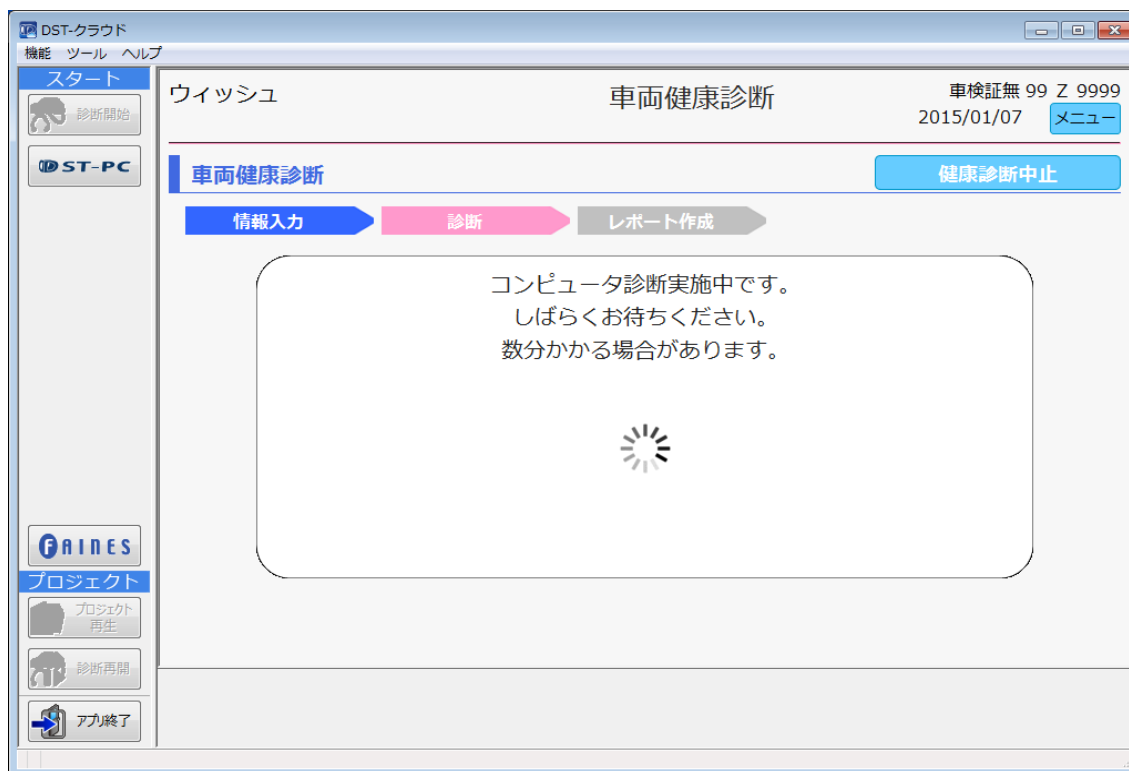 DST-クラウド
機能 ツール ヘルプ
スタート
診断開始
DST-PC
FAINES
プロジェクト
プロジェクト
再生
診断再開
アプリ終了
ウィッシュ
車両健康診断
車検証無 99 Z 9999
2015/01/07 メニュー
車両健康診断
健康診断中止
情報入力 診断 レポート作成
コンピュータ診断実施中です。
しばらくお待ちください。
数分かかる場合があります。